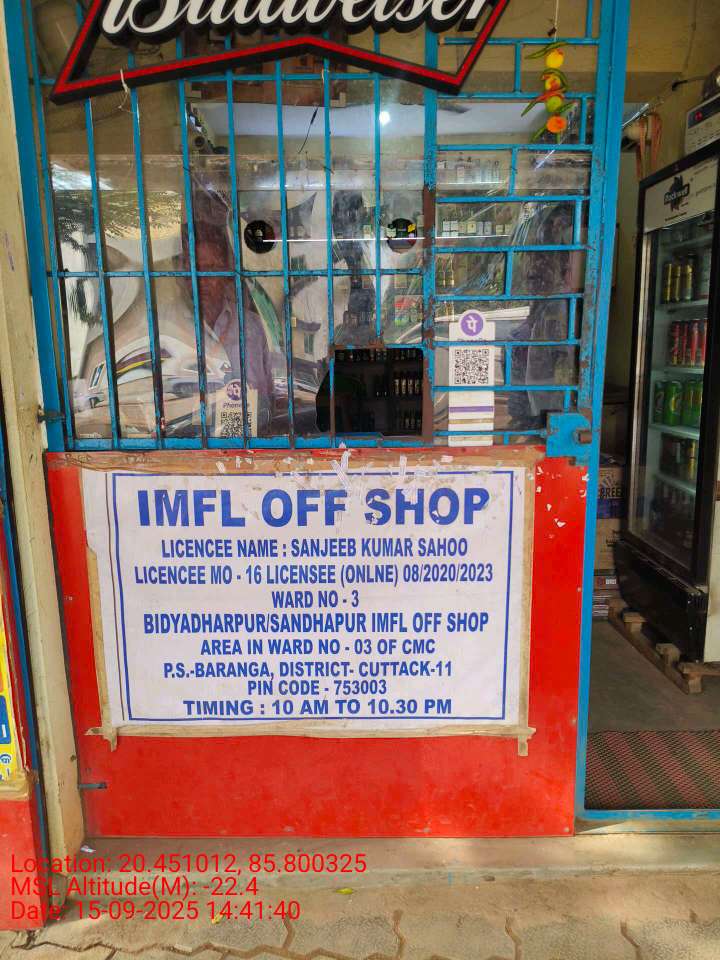 Budweiser
पे
PhonePe
PhonePe
IMFL OFF SHOP
LICENCEE NAME : SANJEEB KUMAR SAHOO
LICENCEE MO - 16 LICENSEE (ONLNE) 08/2020/2023
WARD NO - 3
BIDYADHARPUR/SANDHAPUR IMFL OFF SHOP
AREA IN WARD NO - 03 OF CMC
P.S.-BARANGA, DISTRICT- CUTTACK-11
PIN CODE - 753003
TIMING : 10 AM TO 10.30 PM
Location: 20.451012, 85.800325
MSL Altitude(M): -22.4
Date: 15-09-2025 14:41:40